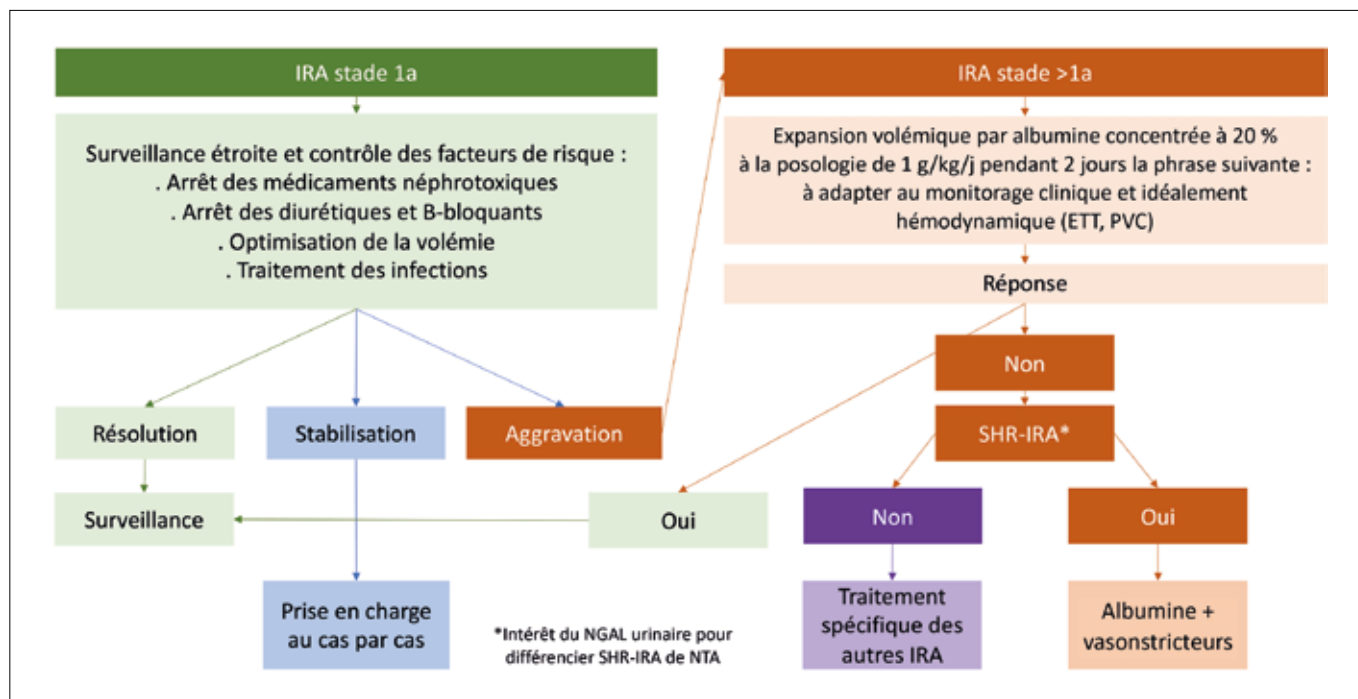 IRA stade 1a
Surveillance étroite et contrôle des facteurs de risque :
. Arrêt des médicaments néphrotoxiques
. Arrêt des diurétiques et B-bloquants
. Optimisation de la volémie
. Traitement des infections
Résolution
Stabilisation
Aggravation
Surveillance
Prise en charge
au cas par cas
IRA stade >1a
Expansion volémique par albumine concentrée à 20 %
à la posologie de 1 g/kg/j pendant 2 jours la phrase suivante :
à adapter au monitorage clinique et idéalement
hémodynamique (ETT, PVC)
Réponse
Non
SHR-IRA*
Oui
Non
Oui
Traitement
spécifique des
autres IRA
Albumine +
vasonstricteurs
*Intérêt du NGAL urinaire pour
différencier SHR-IRA de NTA